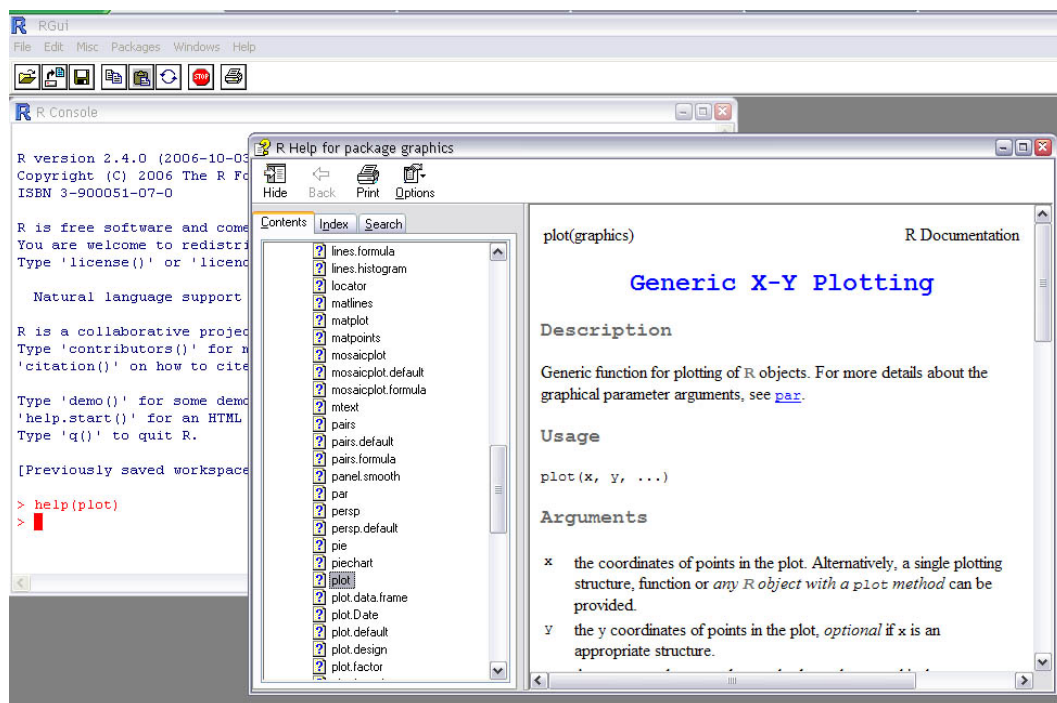 RGui
File Edit Misc Packages Windows Help
STOP
R Console
R version 2.4.0 (2006-10-03
Copyright (C) 2006 The R Fo
ISBN 3-900051-07-0
R is free software and come
You are welcome to redistri
Type 'license()' or 'licenc
Natural language support
R is a collaborative projec
Type 'contributors()' for m
'citation()' on how to cite
Type 'demo()' for some demo
'help.start()' for an HTML
Type 'q()' to quit R.
[Previously saved workspace
> help(plot)
>
R Help for package graphics
Hide Back Print Options
Contents Index Search
lines.formula
lines.histogram
locator
matlines
matplot
matpoints
mosaicplot
mosaicplot.default
mosaicplot.formula
mtext
pairs
pairs.default
pairs.formula
panel.smooth
par
persp
persp.default
pie
piechart
plot
plot.data.frame
plot.Date
plot.default
plot.design
plot.factor
plot(graphics) R Documentation
Generic X-Y Plotting
Description
Generic function for plotting of R objects. For more details about the
graphical parameter arguments, see par.
Usage
plot(x, y, ...)
Arguments
x the coordinates of points in the plot. Alternatively, a single plotting
structure, function or any R object with a plot method can be
provided.
y the y coordinates of points in the plot, optional if x is an
appropriate structure.